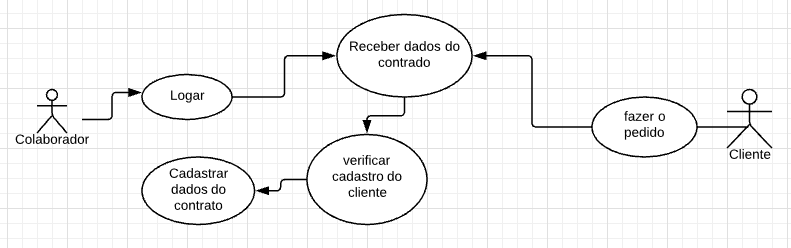 Receber dados do
contrado
Logar
Colaborador
fazer o
pedido
Cliente
verificar
cadastro do
cliente
Cadastrar
dados do
contrato